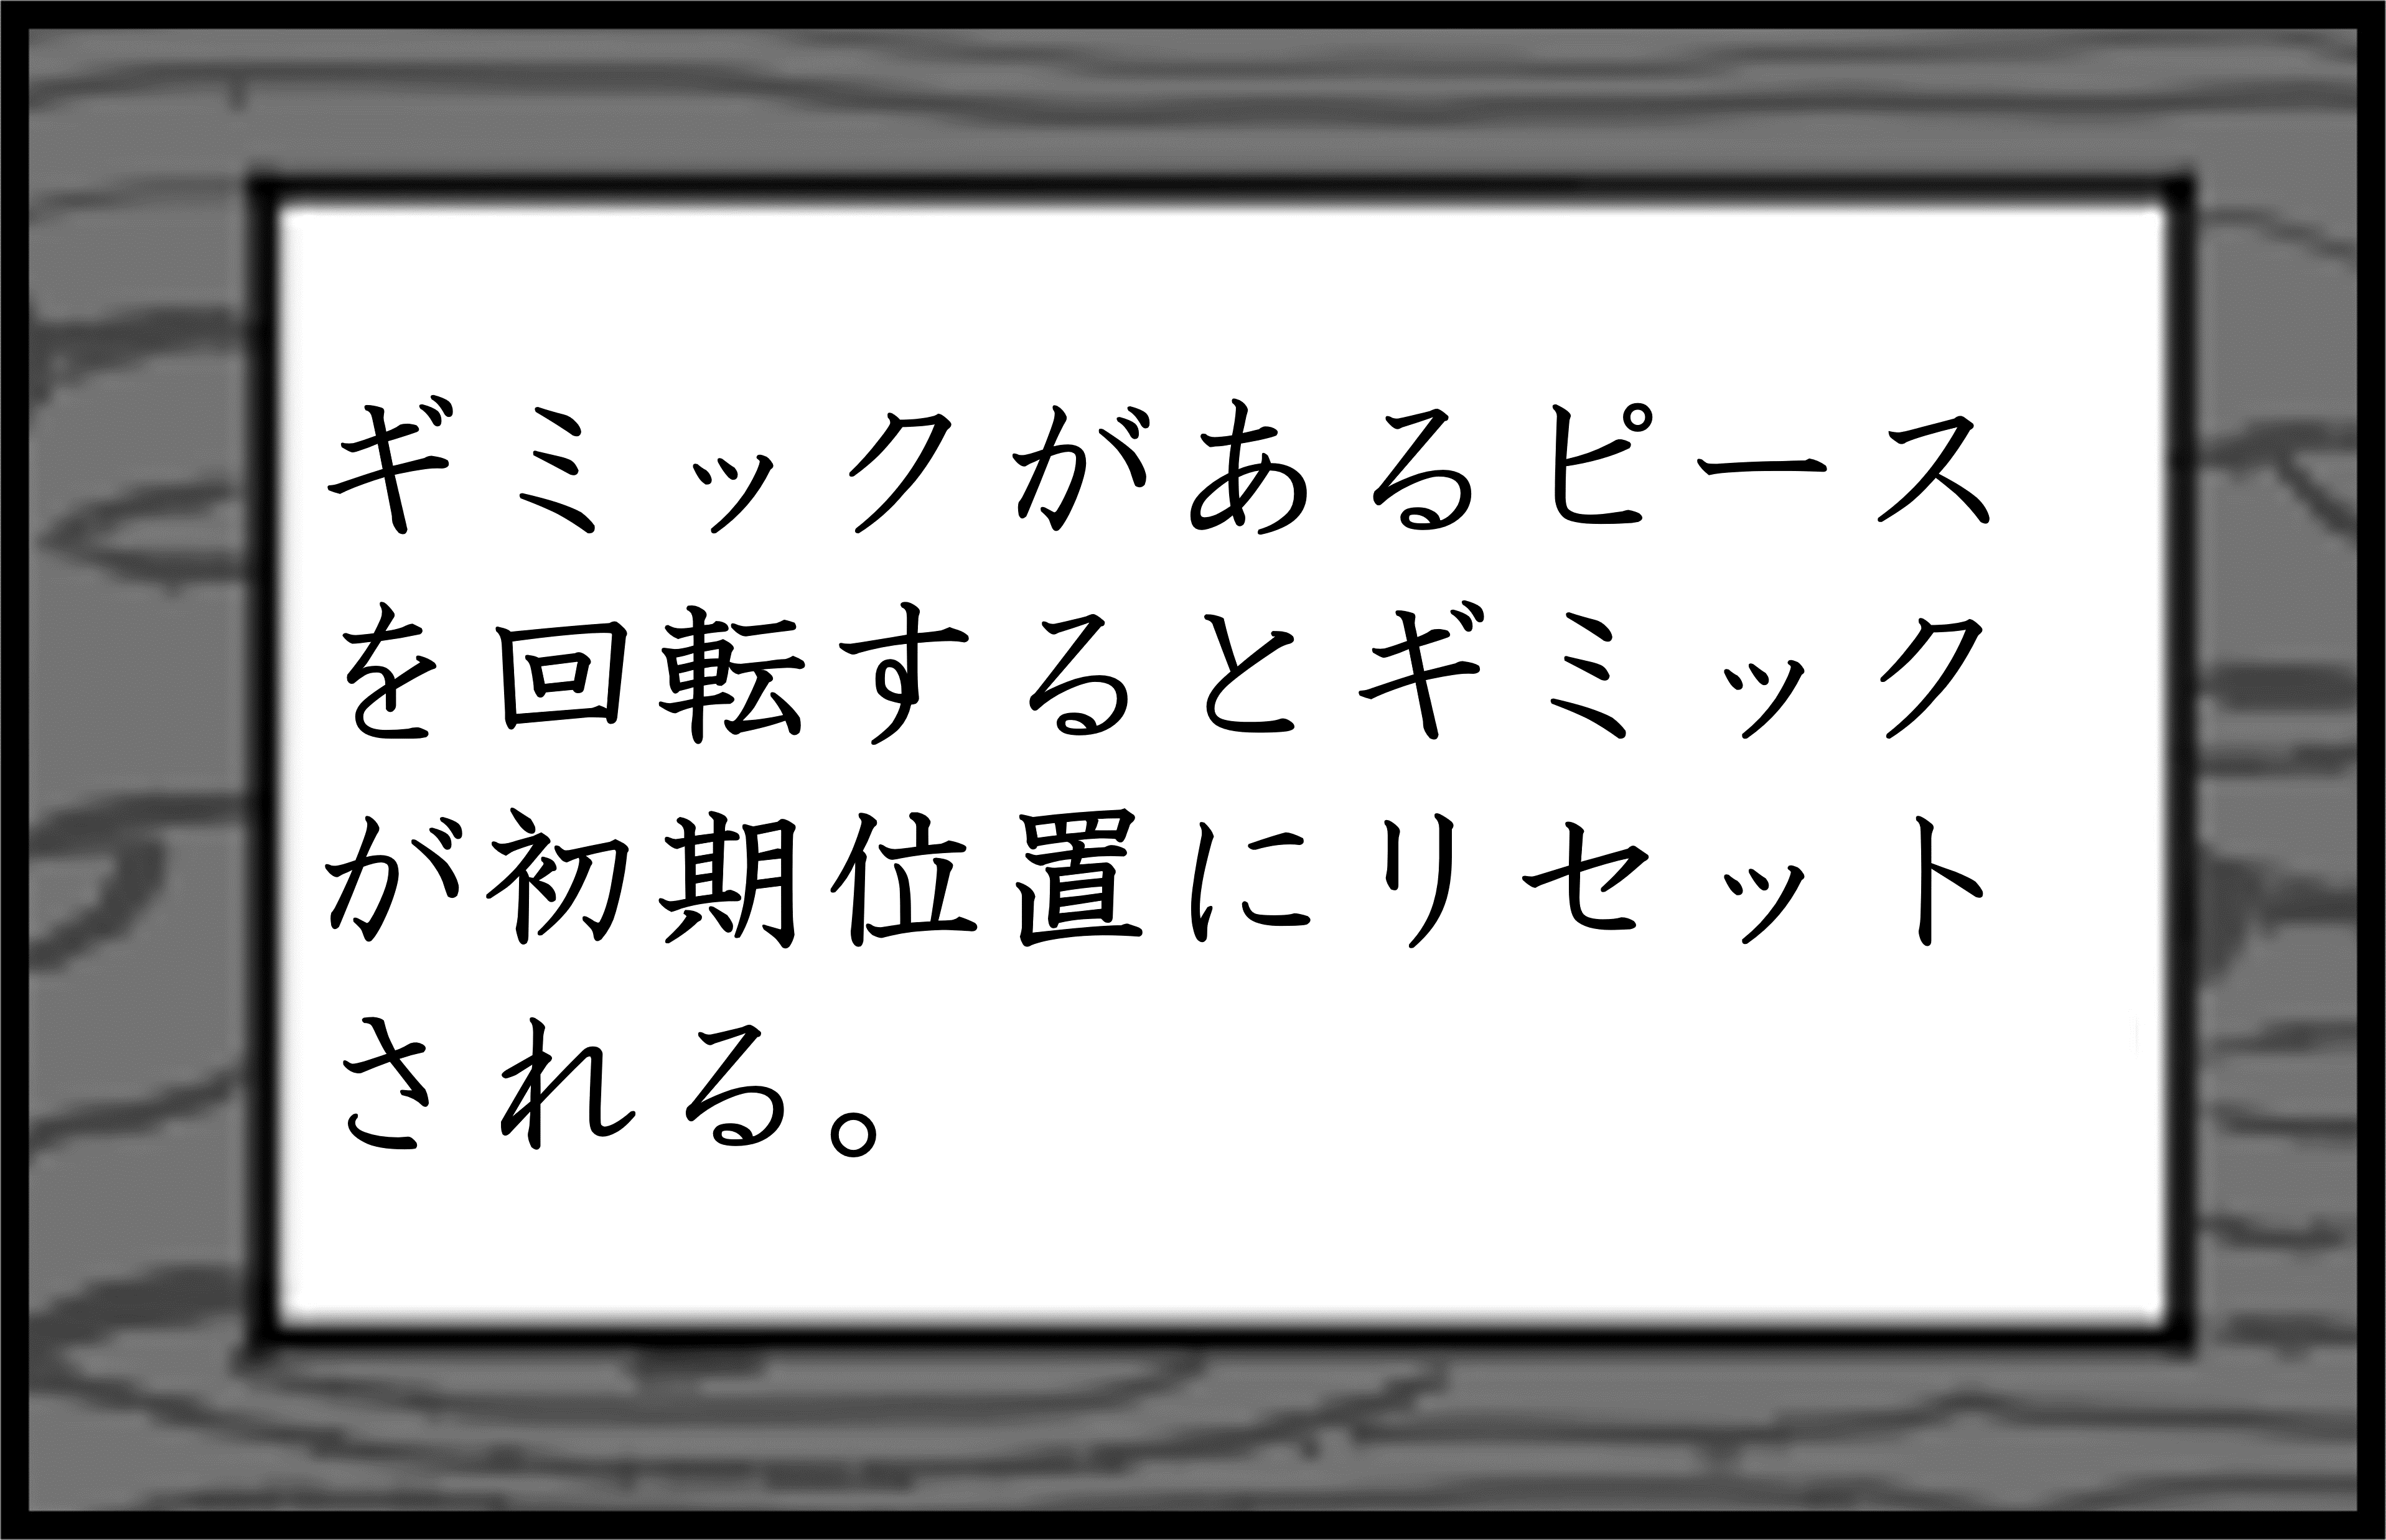 ギミックがあるピース
を回転するとギミック
が初期位置にリセット
される。